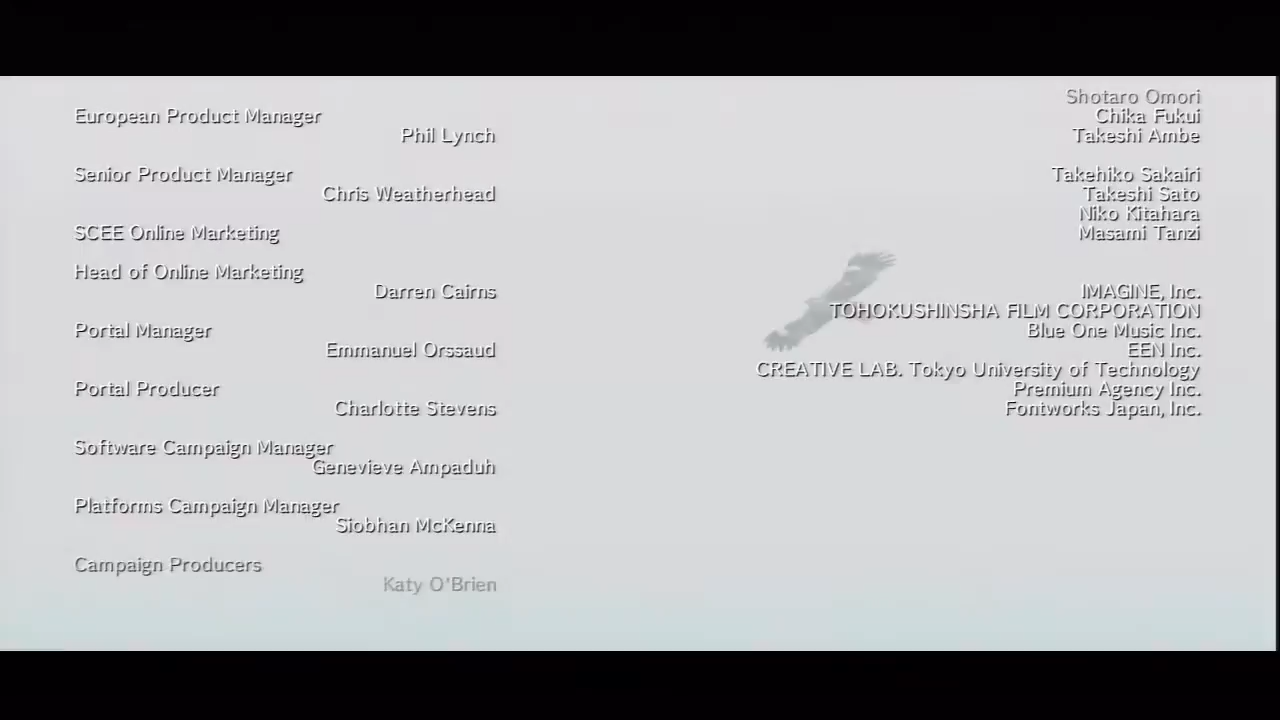 European Product Manager
Phil Lynch
Senior Product Manager
Chris Weatherhead
SCEE Online Marketing
Head of Online Marketing
Darren Cairns
Portal Manager
Emmanuel Orssaud
Portal Producer
Charlotte Stevens
Software Campaign Manager
Genevieve Ampaduh
Platforms Campaign Manager
Siobhan McKenna
Campaign Producers
Katy O'Brien
Shotaro Omori
Chika Fukui
Takeshi Ambe
Takehiko Sakairi
Takeshi Sato
Niko Kitahara
Masami Tanzi
IMAGINE, Inc.
TOHOKUSHINSHA FILM CORPORATION
Blue One Music Inc.
EEN Inc.
CREATIVE LAB. Tokyo University of Technology
Premium Agency Inc.
Fontworks Japan, Inc.